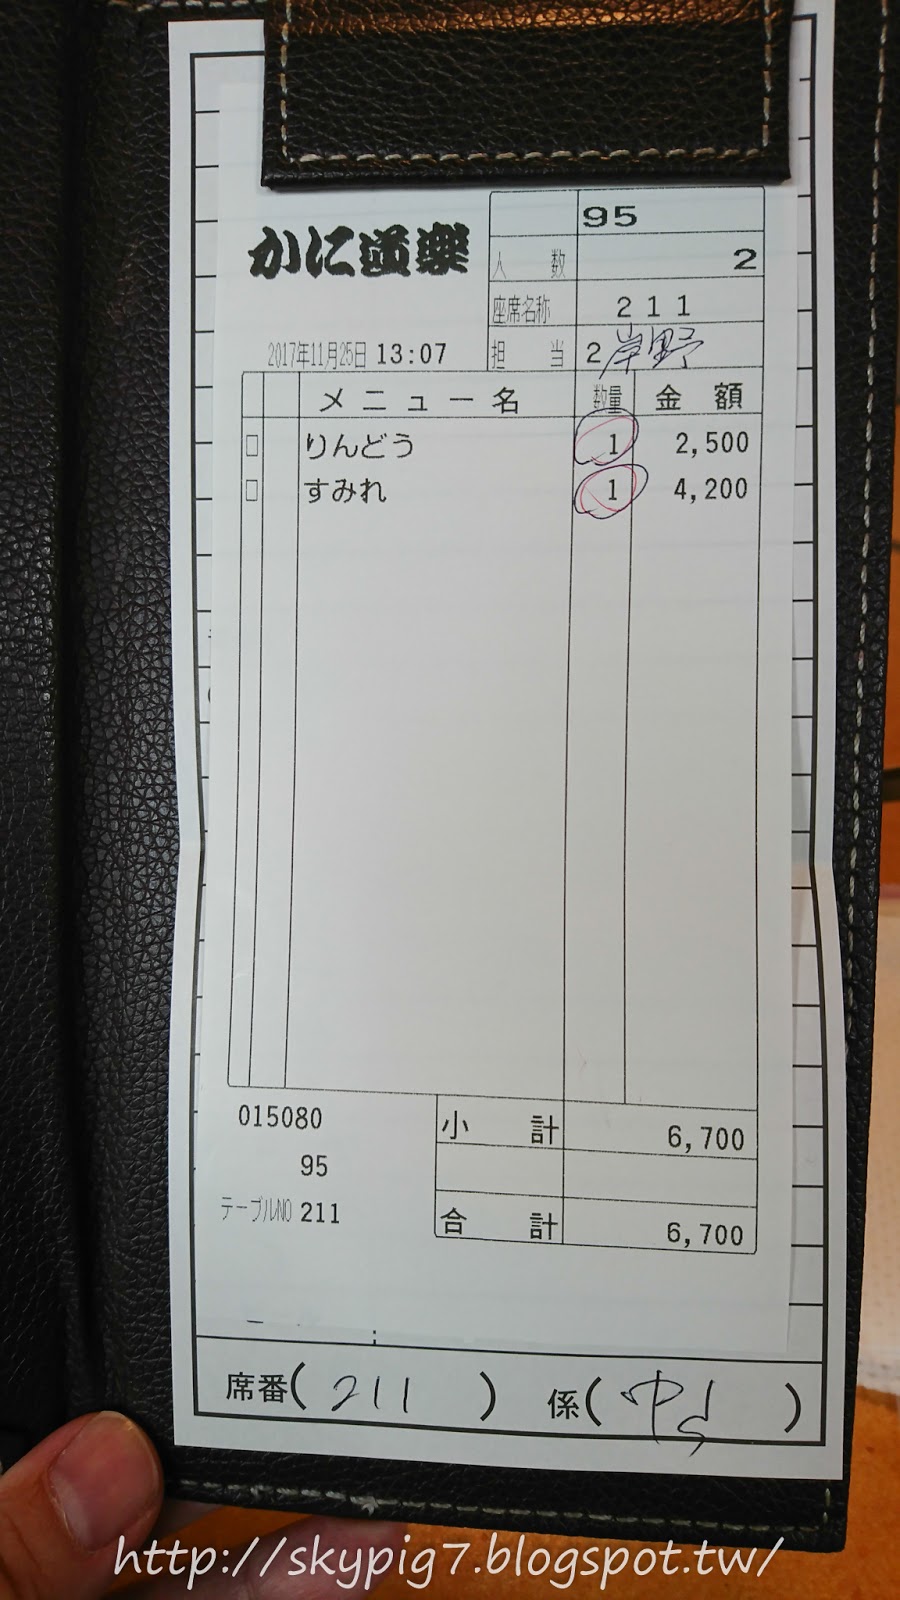 かに道楽
95
人数 2
座席名称 211
2017年11月25日 13:07 担当 2 岸野
メニュー名 数量 金額
りんどう 1 2,500
すみれ 1 4,200
015080 小計 6,700
95
テーブルNO 211 合計 6,700
席番( 211 ) 係( )
http://skypig7.blogspot.tw/